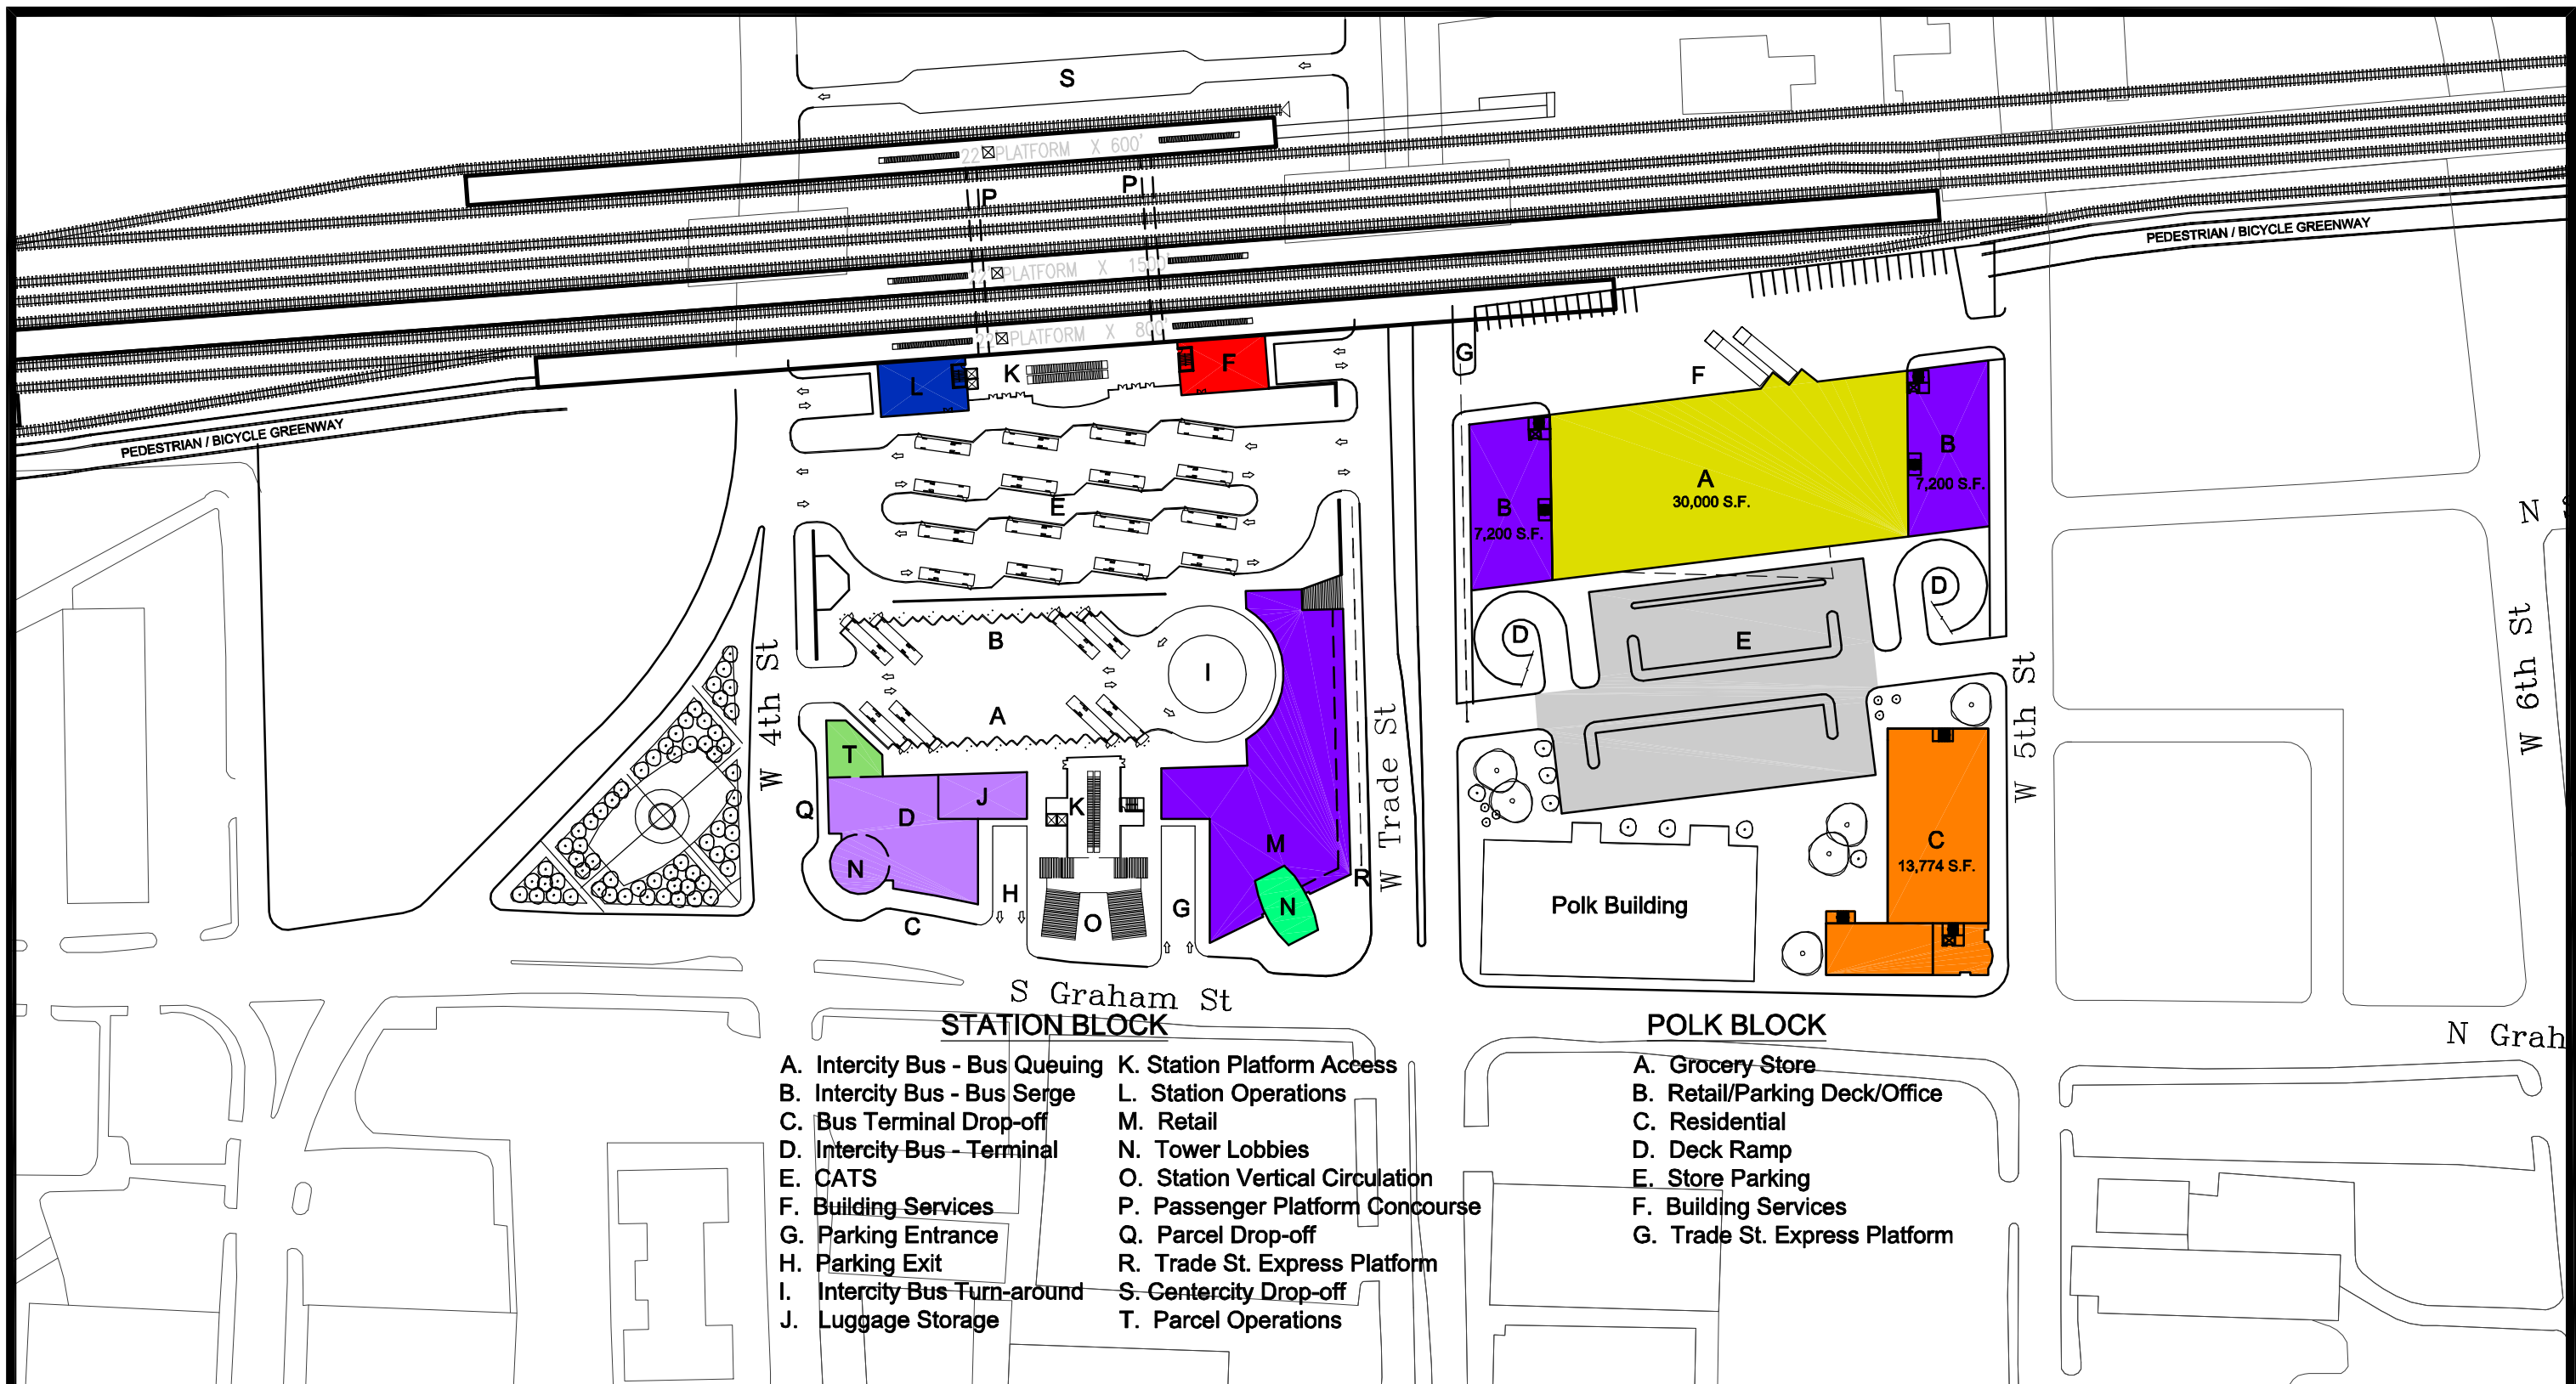 S
22' PLATFORM X 600'
P
P
PEDESTRIAN / BICYCLE GREENWAY
PLATFORM X 1500'
22' PLATFORM X 800'
G
F
K
F
L
PEDESTRIAN / BICYCLE GREENWAY
B
7,200 S.F.
A
30,000 S.F.
B
7,200 S.F.
E
N
D
D
E
B
I
A
W 4th St
W Trade St
W 5th St
W 6th St
T
J
K
Q
D
N
M
C
13,774 S.F.
H
G
R
N
O
C
Polk Building
S Graham St
N Grah
STATION BLOCK
A. Intercity Bus - Bus Queuing
B. Intercity Bus - Bus Serge
C. Bus Terminal Drop-off
D. Intercity Bus - Terminal
E. CATS
F. Building Services
G. Parking Entrance
H. Parking Exit
I. Intercity Bus Turn-around
J. Luggage Storage
K. Station Platform Access
L. Station Operations
M. Retail
N. Tower Lobbies
O. Station Vertical Circulation
P. Passenger Platform Concourse
Q. Parcel Drop-off
R. Trade St. Express Platform
S. Centercity Drop-off
T. Parcel Operations
POLK BLOCK
A. Grocery Store
B. Retail/Parking Deck/Office
C. Residential
D. Deck Ramp
E. Store Parking
F. Building Services
G. Trade St. Express Platform